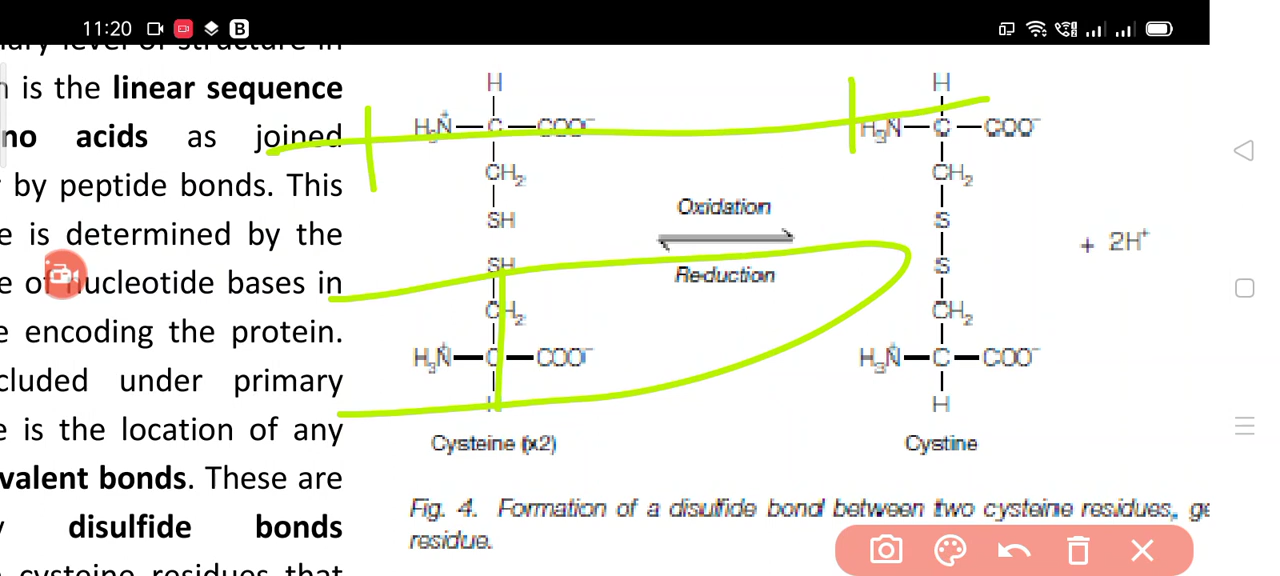 11:20 B
is the linear sequence
acids as joined
by peptide bonds. This
is determined by the
of nucleotide bases in
encoding the protein.
under primary
is the location of any
bonds. These are
disulfide bonds
cysteine residues that
H
H₃N⁺—C—COO⁻
CH₂
SH
SH
CH₂
H₃N⁺—C—COO⁻
H
Cysteine (x2)
Oxidation
Reduction
H
H₃N—C—COO⁻
CH₂
S
S
CH₂
H₃N⁺—C—COO⁻
H
Cystine
+ 2H⁺
Fig. 4. Formation of a disulfide bond between two cysteine residues,
residue.